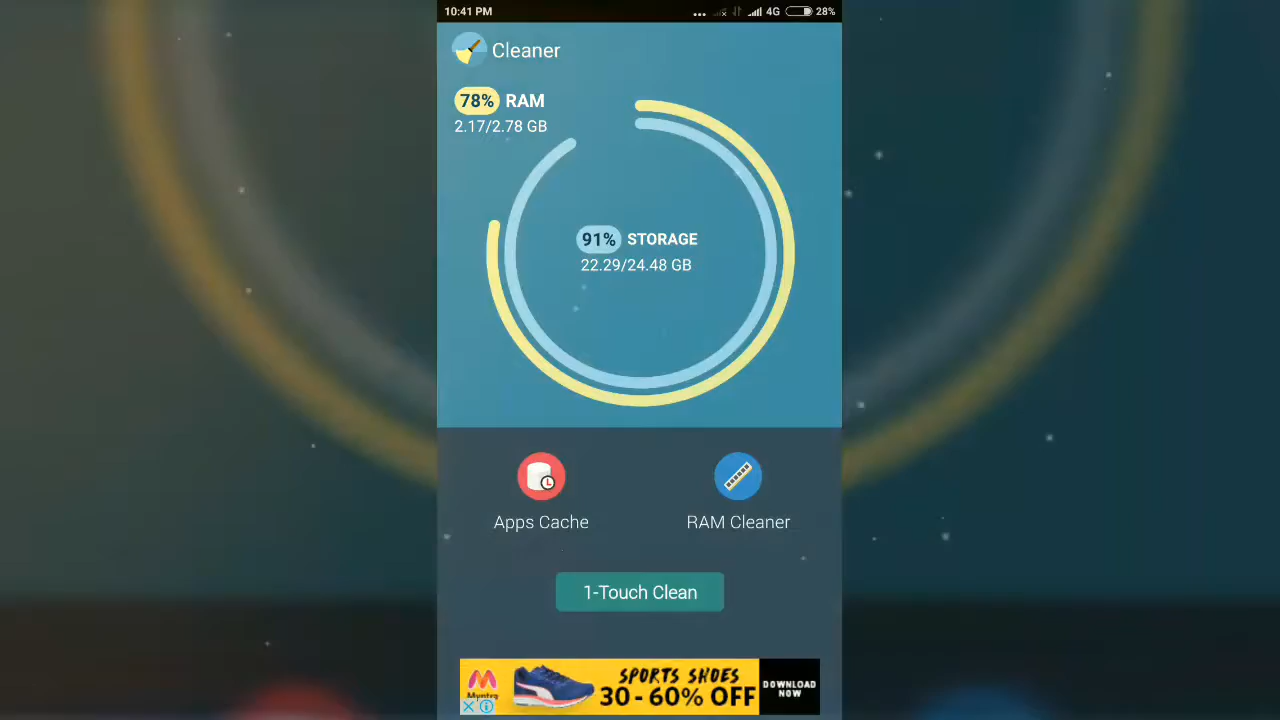 10:41 PM
... 4G 28%
Cleaner
78% RAM
2.17/2.78 GB
91% STORAGE
22.29/24.48 GB
Apps Cache
RAM Cleaner
1-Touch Clean
Myntra
SPORTS SHOES
30 - 60% OFF
DOWNLOAD
NOW